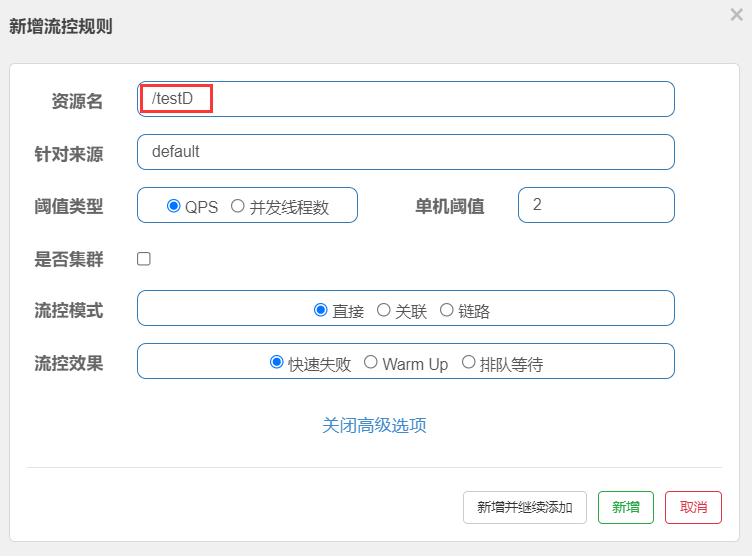 新增流控规则
×
资源名 /testD
针对来源 default
阈值类型 QPS 并发线程数 单机阈值 2
是否集群
流控模式 直接 关联 链路
流控效果 快速失败 Warm Up 排队等待
关闭高级选项
新增并继续添加 新增 取消